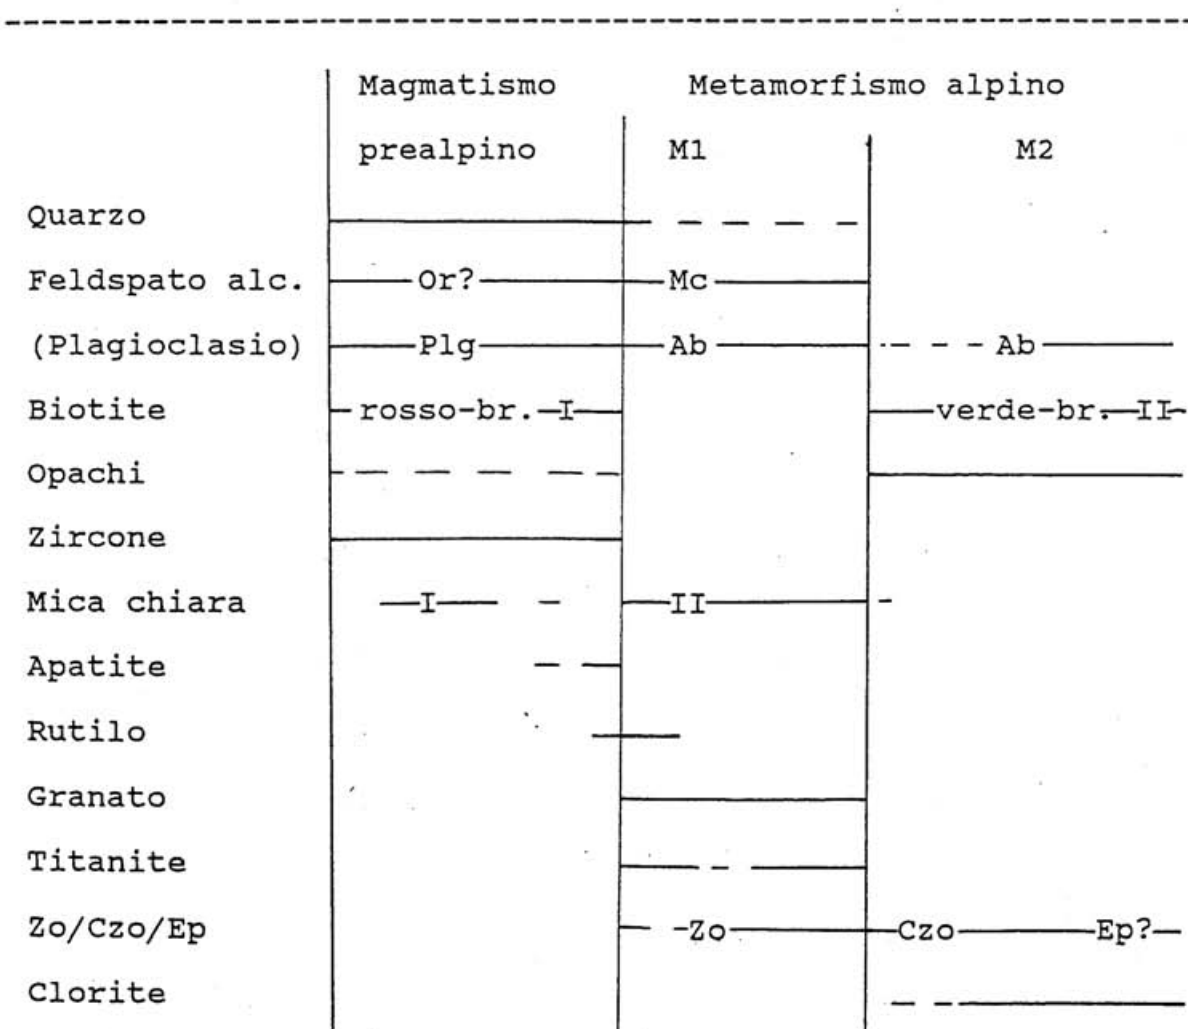 Magmatismo Metamorfismo alpino
prealpino M1 M2
Quarzo
Feldspato alc. Or? Mc
(Plagioclasio) Plg Ab Ab
Biotite rosso-br. I verde-br. II
Opachi
Zircone
Mica chiara I II
Apatite
Rutilo
Granato
Titanite
Zo/Czo/Ep Zo Czo Ep?
Clorite